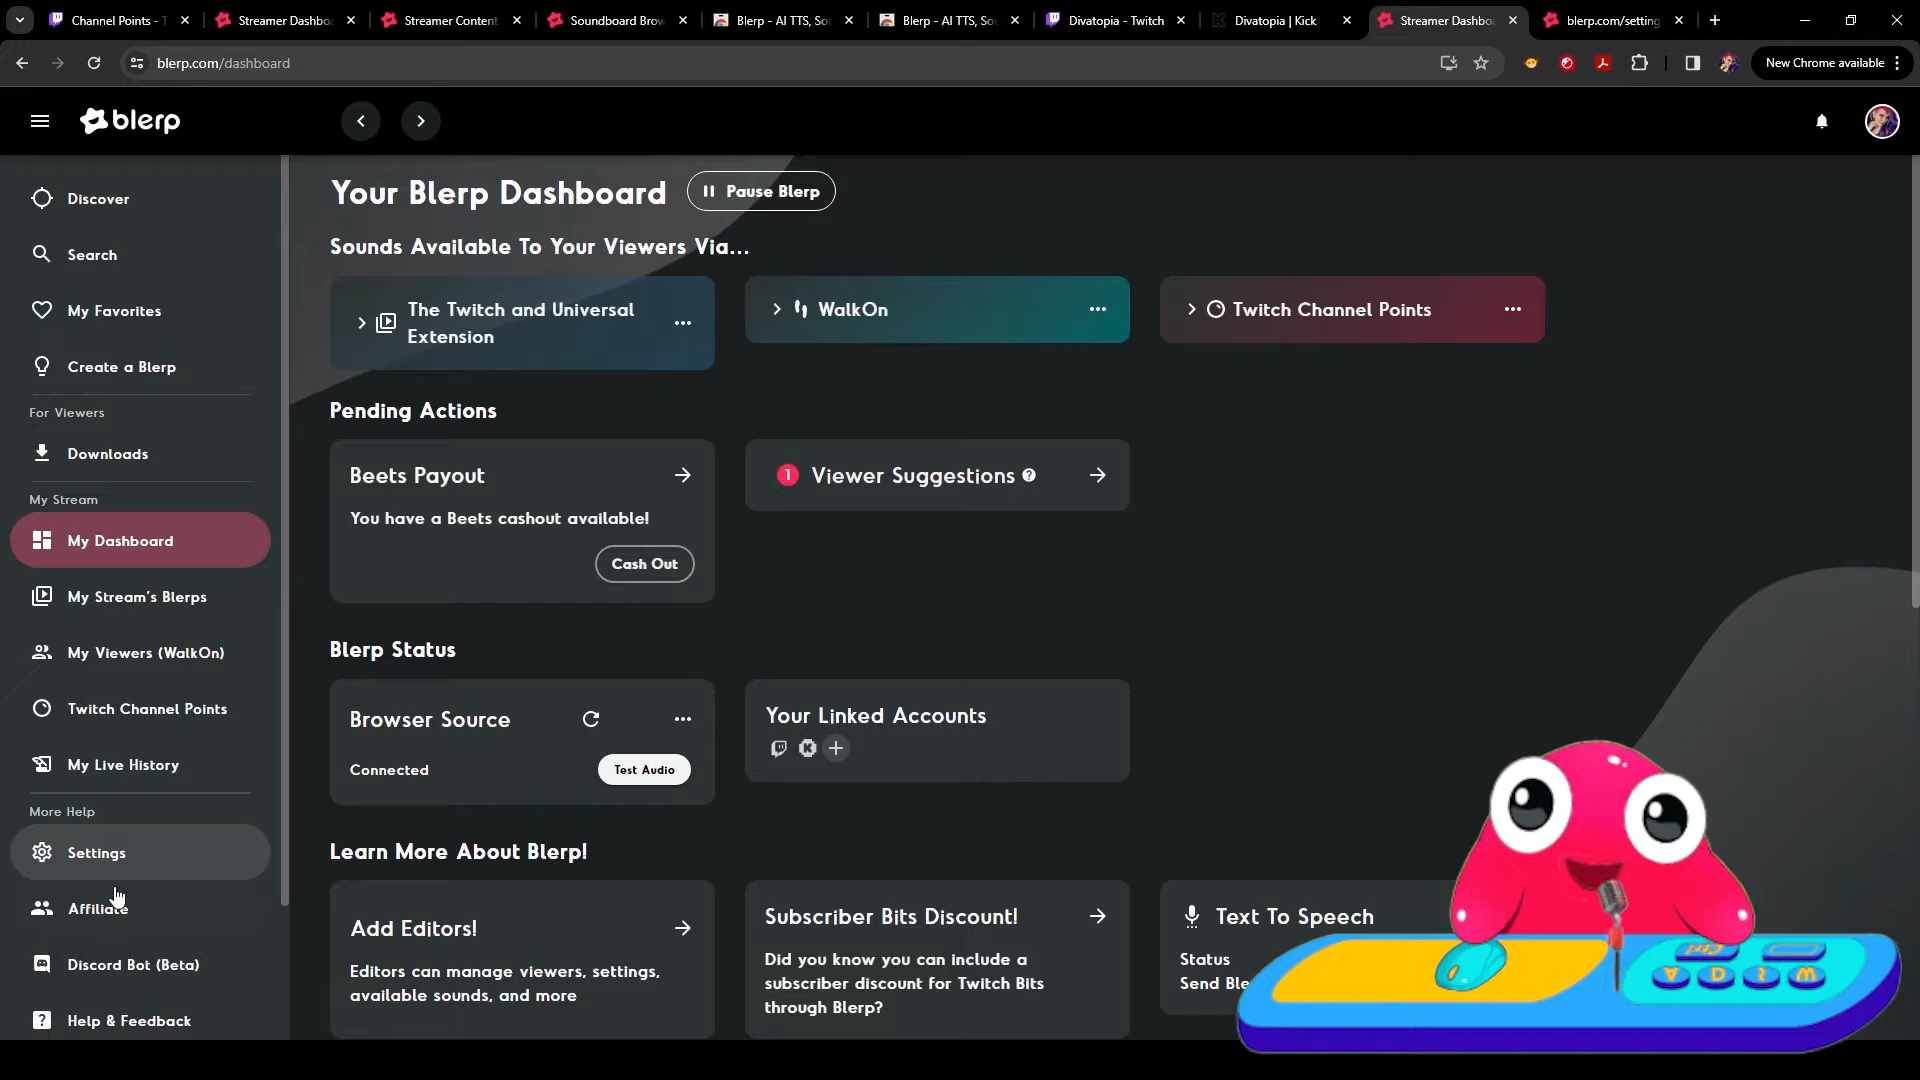 Channel Points - T
Streamer Dashbo
Streamer Content
Soundboard Brow
Blerp - AI TTS, So
Blerp - AI TTS, So
Divatopia - Twitch
Divatopia | Kick
Streamer Dashbo
blerp.com/setting
blerp.com/dashboard
New Chrome available
blerp
Discover
Search
My Favorites
Create a Blerp
For Viewers
Downloads
My Stream
My Dashboard
My Stream's Blerps
My Viewers (WalkOn)
Twitch Channel Points
My Live History
More Help
Settings
Affiliate
Discord Bot (Beta)
Help & Feedback
Your Blerp Dashboard
Pause Blerp
Sounds Available To Your Viewers Via...
The Twitch and Universal
Extension
WalkOn
Twitch Channel Points
Pending Actions
Beets Payout
You have a Beets cashout available!
Cash Out
1 Viewer Suggestions ?
Blerp Status
Browser Source
Connected
Test Audio
Your Linked Accounts
Learn More About Blerp!
Add Editors!
Editors can manage viewers, settings,
available sounds, and more
Subscriber Bits Discount!
Did you know you can include a
subscriber discount for Twitch Bits
through Blerp?
Text To Speech
Status
Send Ble
Ctrl
A D S W